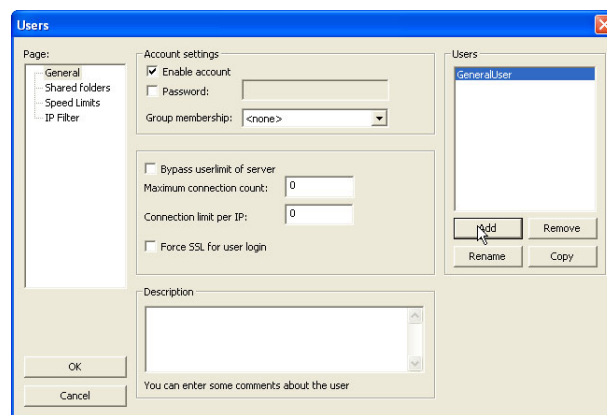 Users
Page:
General
Shared folders
Speed Limits
IP Filter
OK
Cancel
Account settings
Enable account
Password:
Group membership: <none>
Bypass userlimit of server
Maximum connection count: 0
Connection limit per IP: 0
Force SSL for user login
Description
You can enter some comments about the user
Users
GeneralUser
Add Remove
Rename Copy